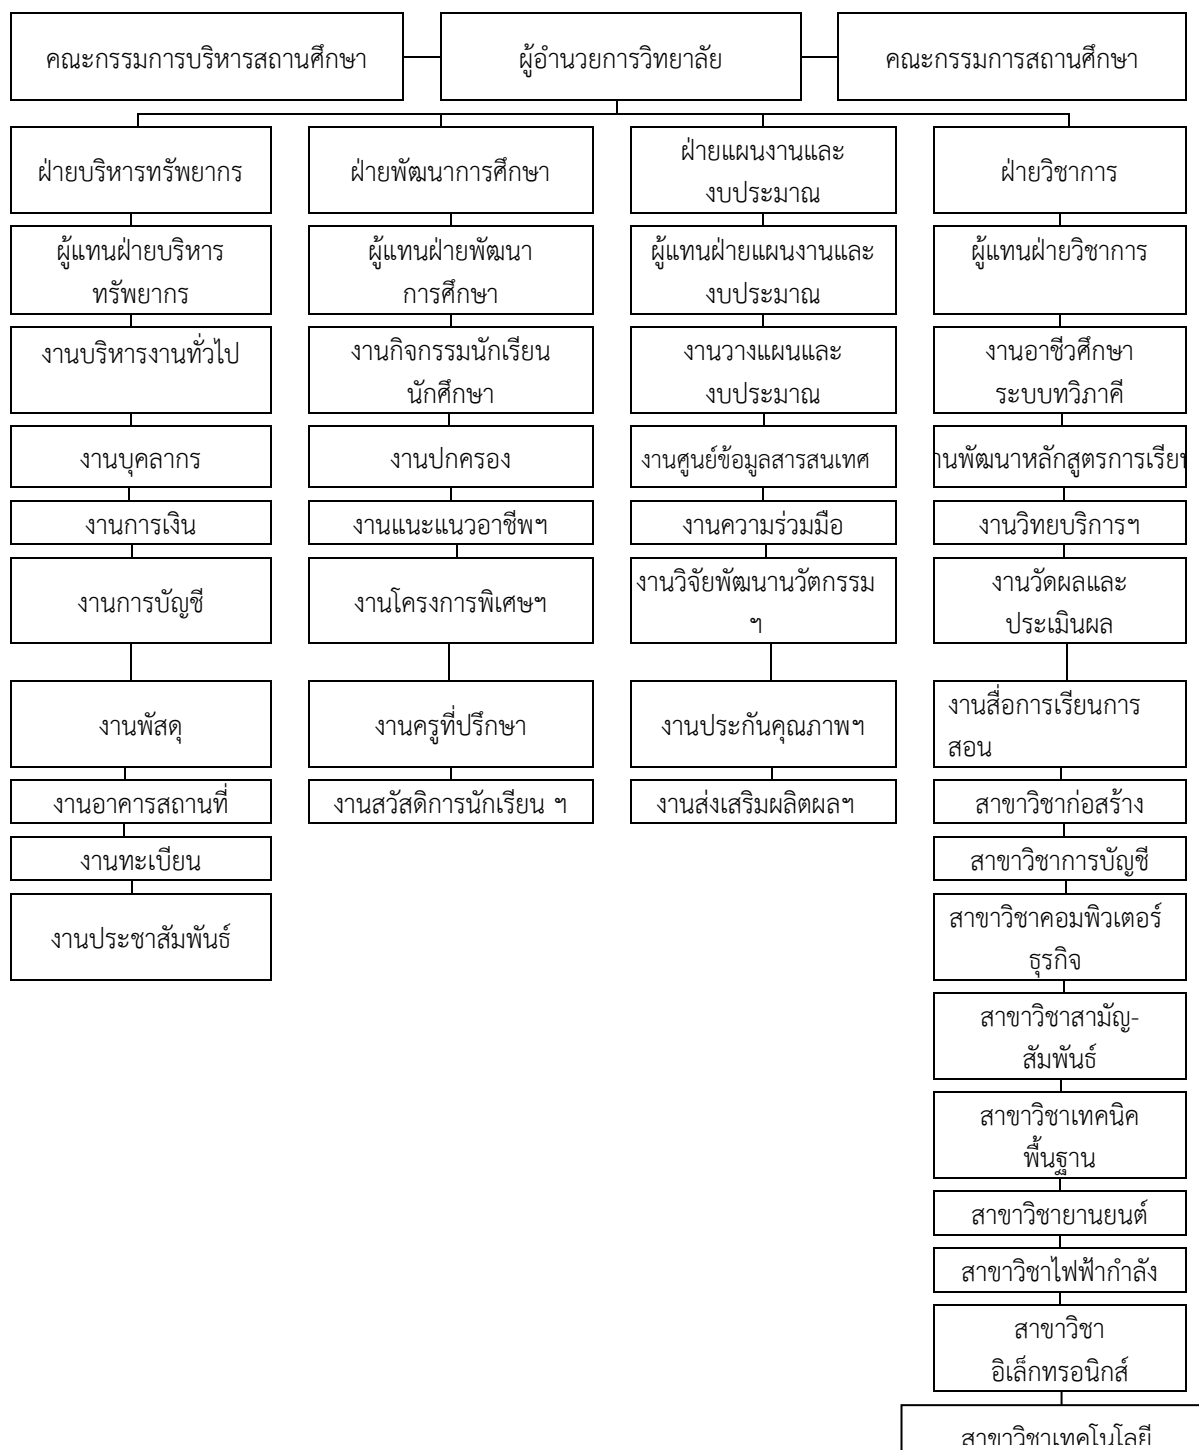 คณะกรรมการบริหารสถานศึกษา
ผู้อำนวยการวิทยาลัย
คณะกรรมการสถานศึกษา
ฝ่ายบริหารทรัพยากร
ฝ่ายพัฒนาการศึกษา
ฝ่ายแผนงานและ
งบประมาณ
ฝ่ายวิชาการ
ผู้แทนฝ่ายบริหาร
ทรัพยากร
ผู้แทนฝ่ายพัฒนา
การศึกษา
ผู้แทนฝ่ายแผนงานและ
งบประมาณ
ผู้แทนฝ่ายวิชาการ
งานบริหารงานทั่วไป
งานกิจกรรมนักเรียน
นักศึกษา
งานวางแผนและ
งบประมาณ
งานอาชีวศึกษา
ระบบทวิภาคี
งานบุคลากร
งานปกครอง
งานศูนย์ข้อมูลสารสนเทศ
านพัฒนาหลักสูตรการเรียน
งานการเงิน
งานแนะแนวอาชีพฯ
งานความร่วมมือ
งานวิทยบริการฯ
งานการบัญชี
งานโครงการพิเศษฯ
งานวิจัยพัฒนานวัตกรรม
ฯ
งานวัดผลและ
ประเมินผล
งานพัสดุ
งานครูที่ปรึกษา
งานประกันคุณภาพฯ
งานสื่อการเรียนการ
สอน
งานอาคารสถานที่
งานสวัสดิการนักเรียน ฯ
งานส่งเสริมผลิตผลฯ
สาขาวิชาก่อสร้าง
งานทะเบียน
สาขาวิชาการบัญชี
งานประชาสัมพันธ์
สาขาวิชาคอมพิวเตอร์
ธุรกิจ
สาขาวิชาสามัญ-
สัมพันธ์
สาขาวิชาเทคนิค
พื้นฐาน
สาขาวิชายานยนต์
สาขาวิชาไฟฟ้ากำลัง
สาขาวิชา
อิเล็กทรอนิกส์
สาขาวิชาเทคโนโลยี